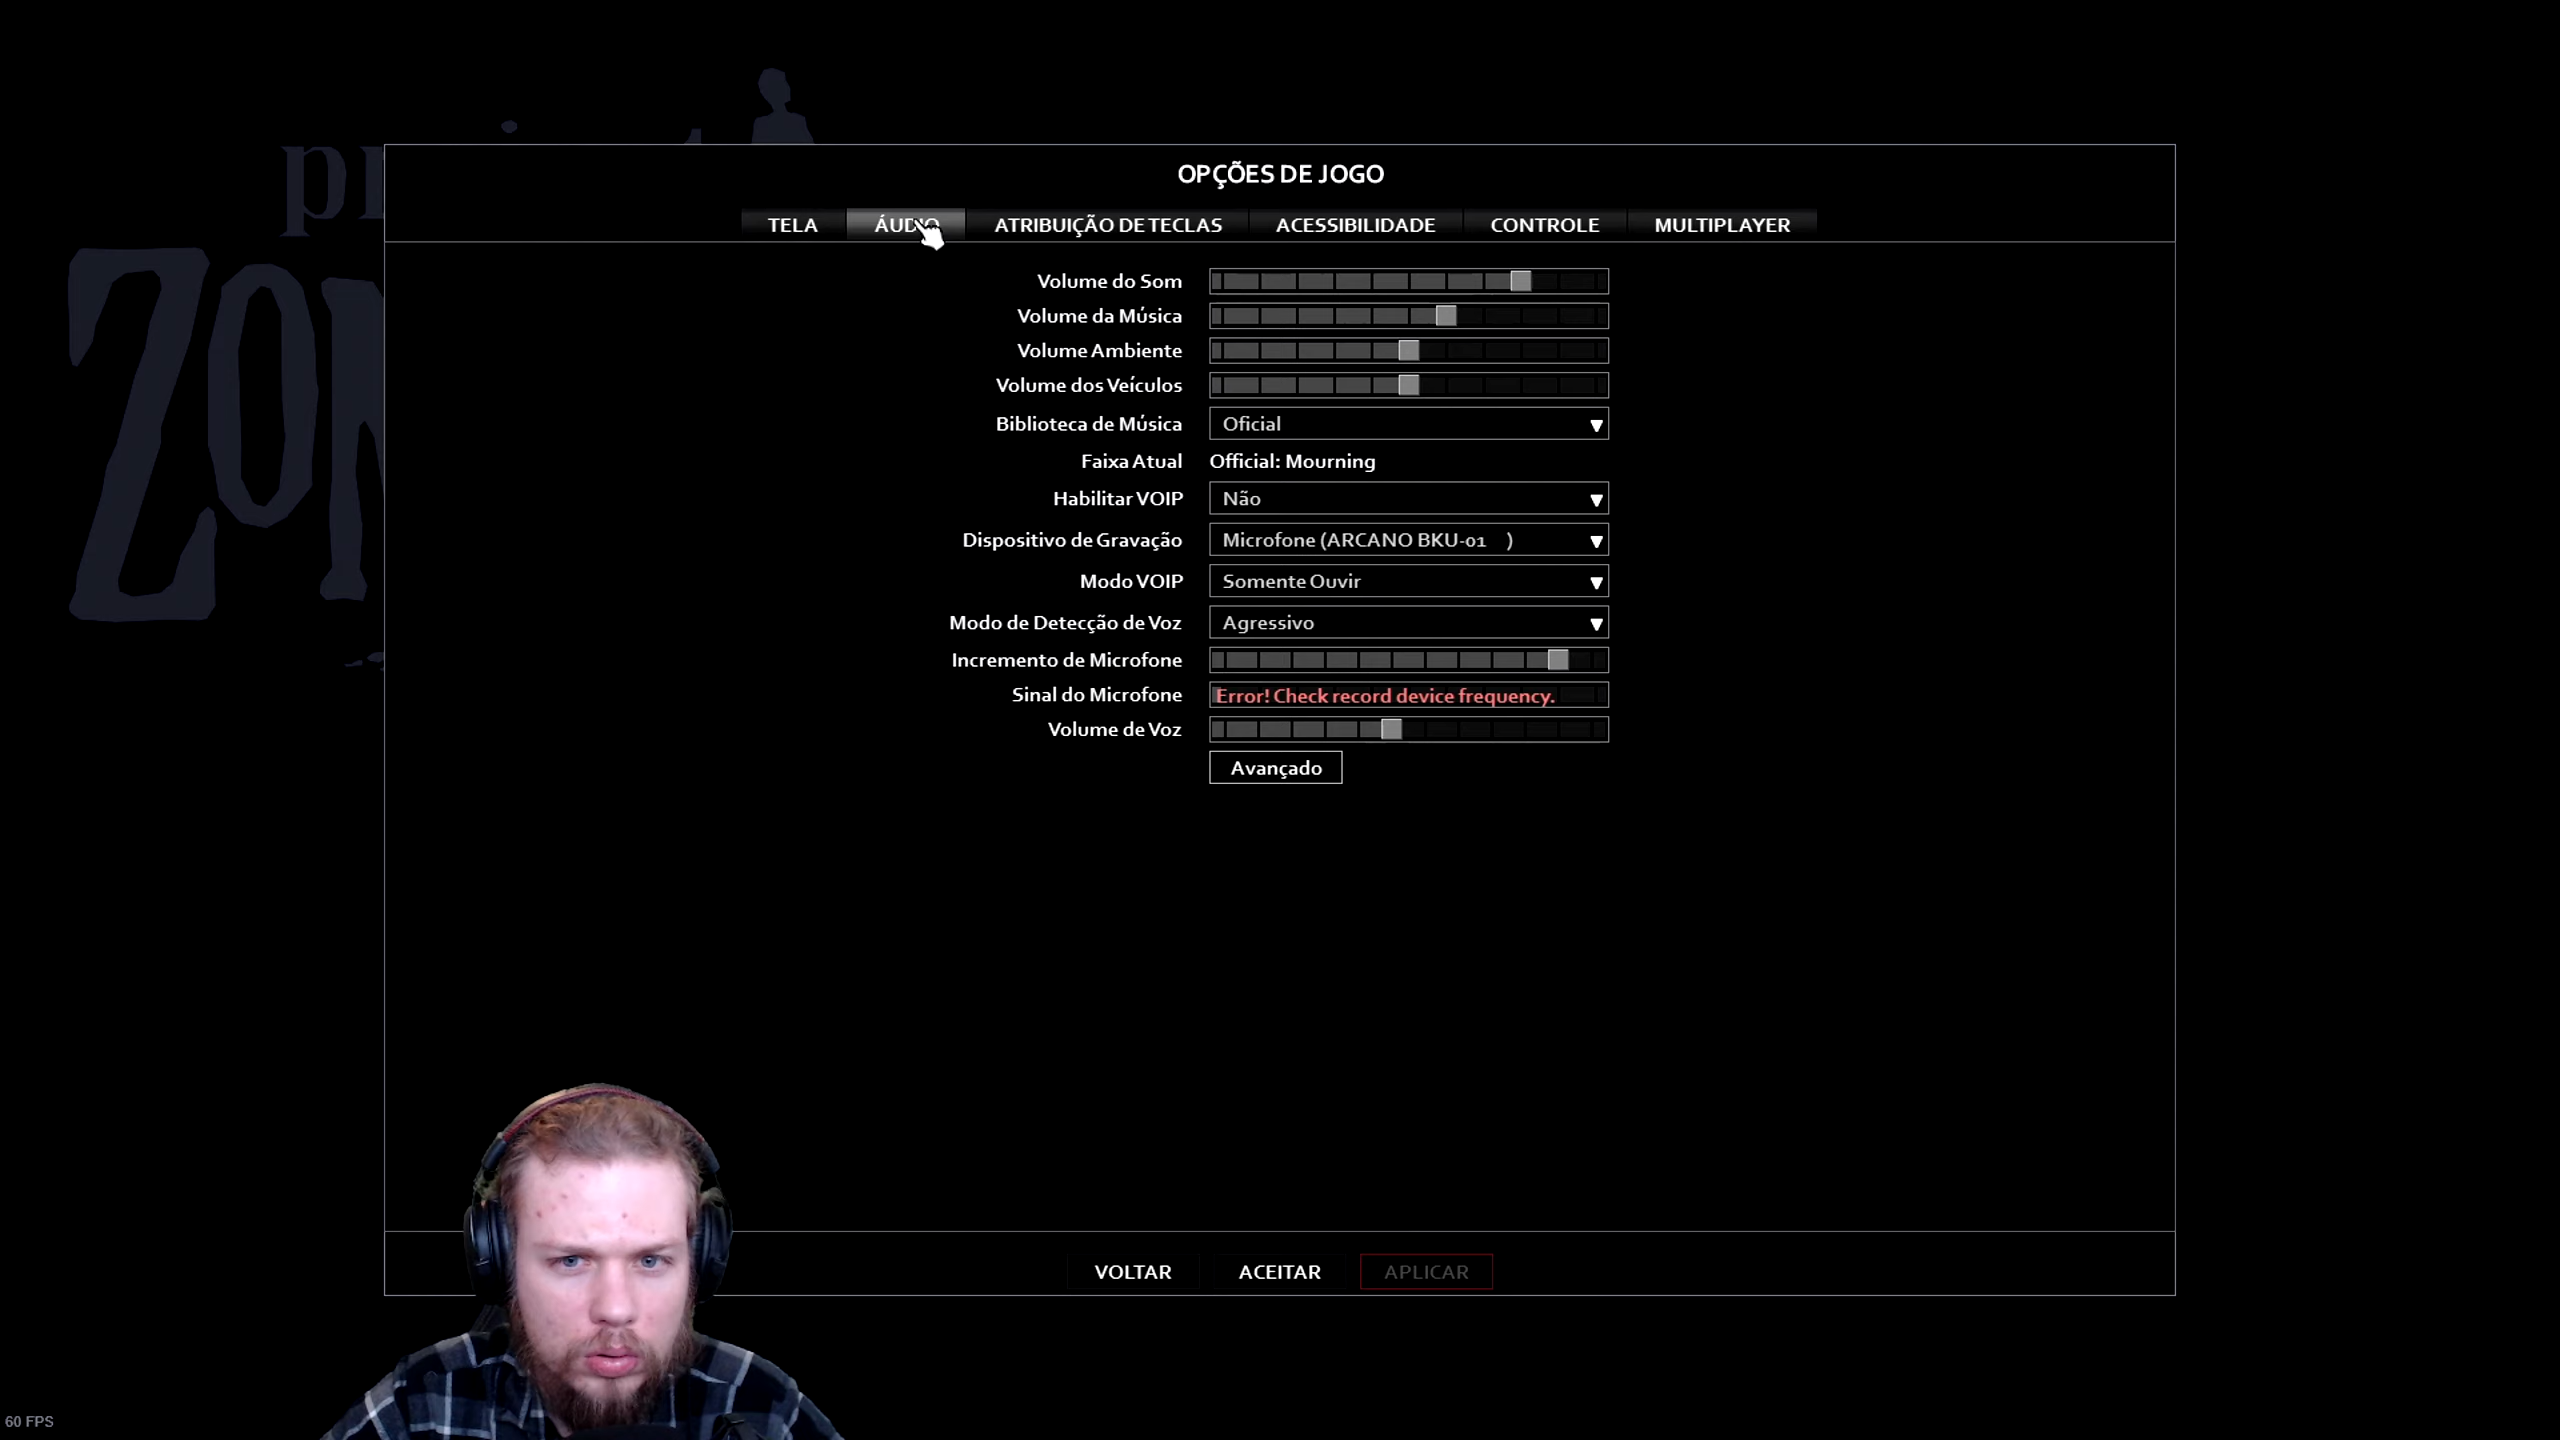 pr
ZON
OPÇÕES DE JOGO
TELA ÁUDIO ATRIBUIÇÃO DE TECLAS ACESSIBILIDADE CONTROLE MULTIPLAYER
Volume do Som
Volume da Música
Volume Ambiente
Volume dos Veículos
Biblioteca de Música Oficial
Faixa Atual Official: Mourning
Habilitar VOIP Não
Dispositivo de Gravação Microfone (ARCANO BKU-01 )
Modo VOIP Somente Ouvir
Modo de Detecção de Voz Agressivo
Incremento de Microfone
Sinal do Microfone Error! Check record device frequency.
Volume de Voz
Avançado
VOLTAR ACEITAR APLICAR
60 FPS